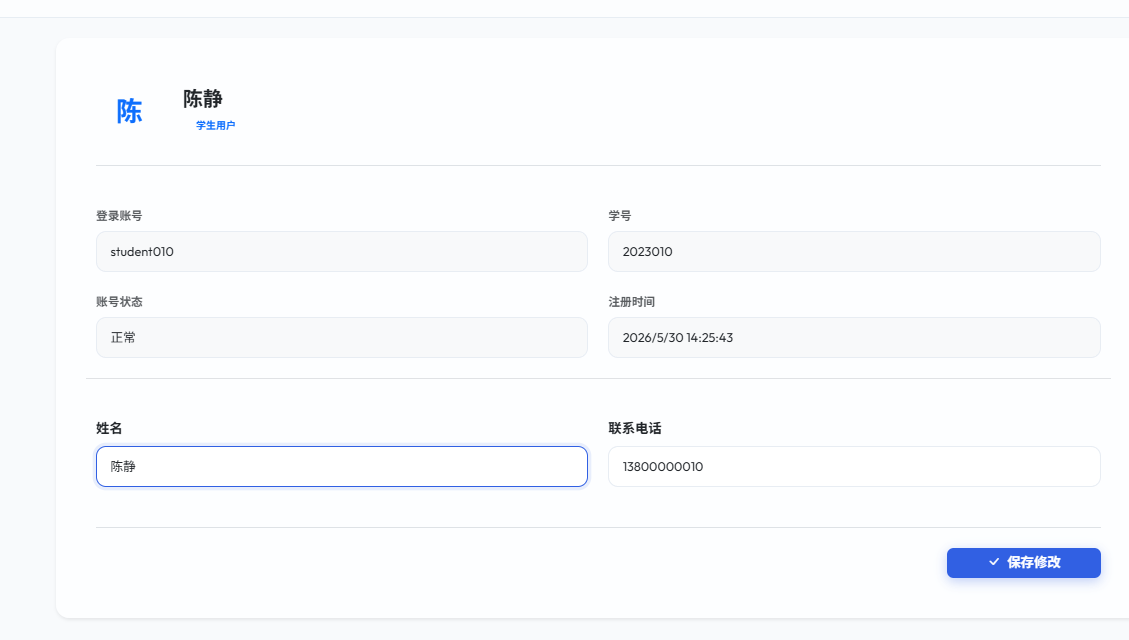 陈
陈静
学生用户
登录账号
学号
student010
2023010
账号状态
注册时间
正常
2026/5/30 14:25:43
姓名
联系电话
陈静
13800000010
保存修改